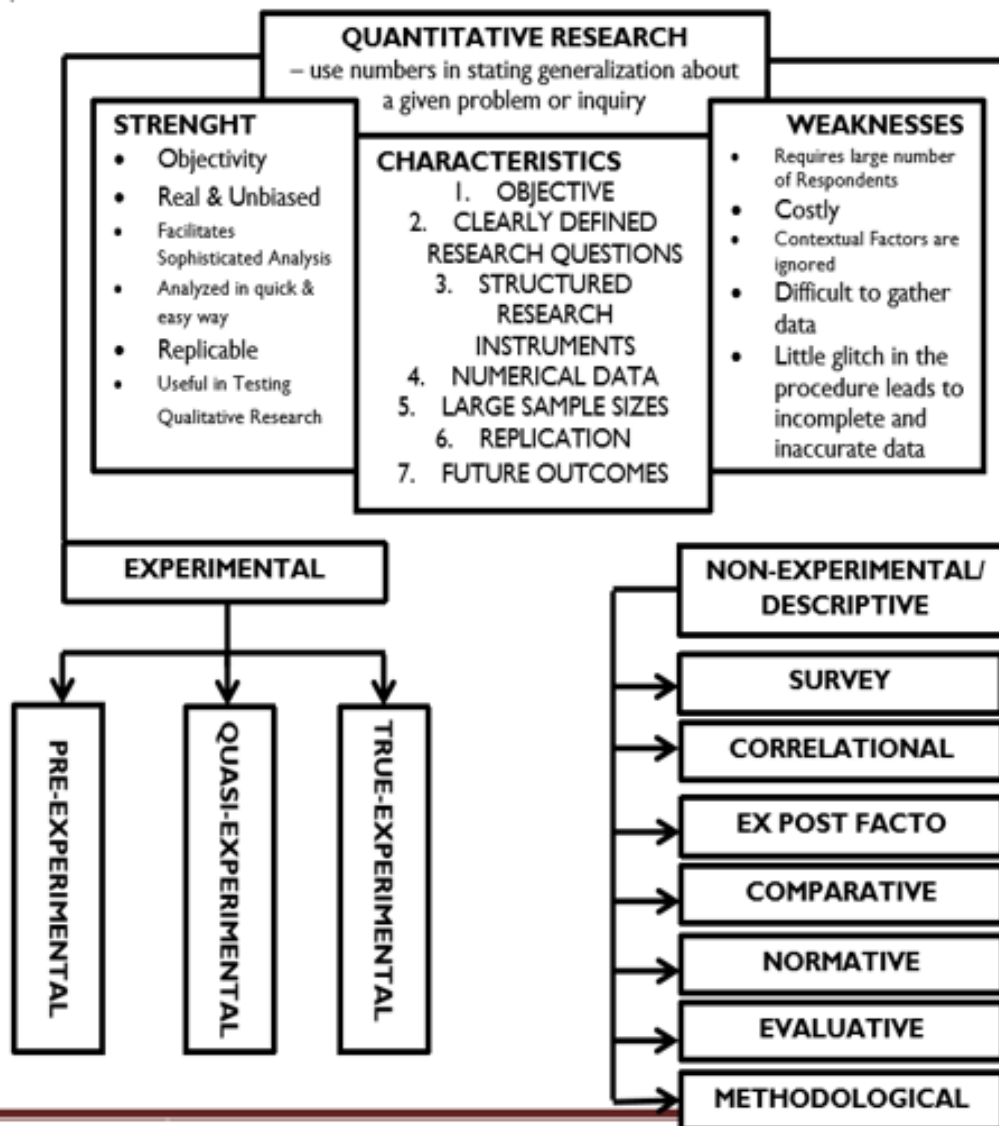 QUANTITATIVE RESEARCH
– use numbers in stating generalization about
a given problem or inquiry
STRENGHT
• Objectivity
• Real & Unbiased
• Facilitates
Sophisticated Analysis
• Analyzed in quick &
easy way
• Replicable
• Useful in Testing
Qualitative Research
CHARACTERISTICS
1. OBJECTIVE
2. CLEARLY DEFINED
RESEARCH QUESTIONS
3. STRUCTURED
RESEARCH
INSTRUMENTS
4. NUMERICAL DATA
5. LARGE SAMPLE SIZES
6. REPLICATION
7. FUTURE OUTCOMES
WEAKNESSES
• Requires large number
of Respondents
• Costly
• Contextual Factors are
ignored
• Difficult to gather
data
• Little glitch in the
procedure leads to
incomplete and
inaccurate data
EXPERIMENTAL
PRE-EXPERIMENTAL
QUASI-EXPERIMENTAL
TRUE-EXPERIMENTAL
NON-EXPERIMENTAL/
DESCRIPTIVE
SURVEY
CORRELATIONAL
EX POST FACTO
COMPARATIVE
NORMATIVE
EVALUATIVE
METHODOLOGICAL